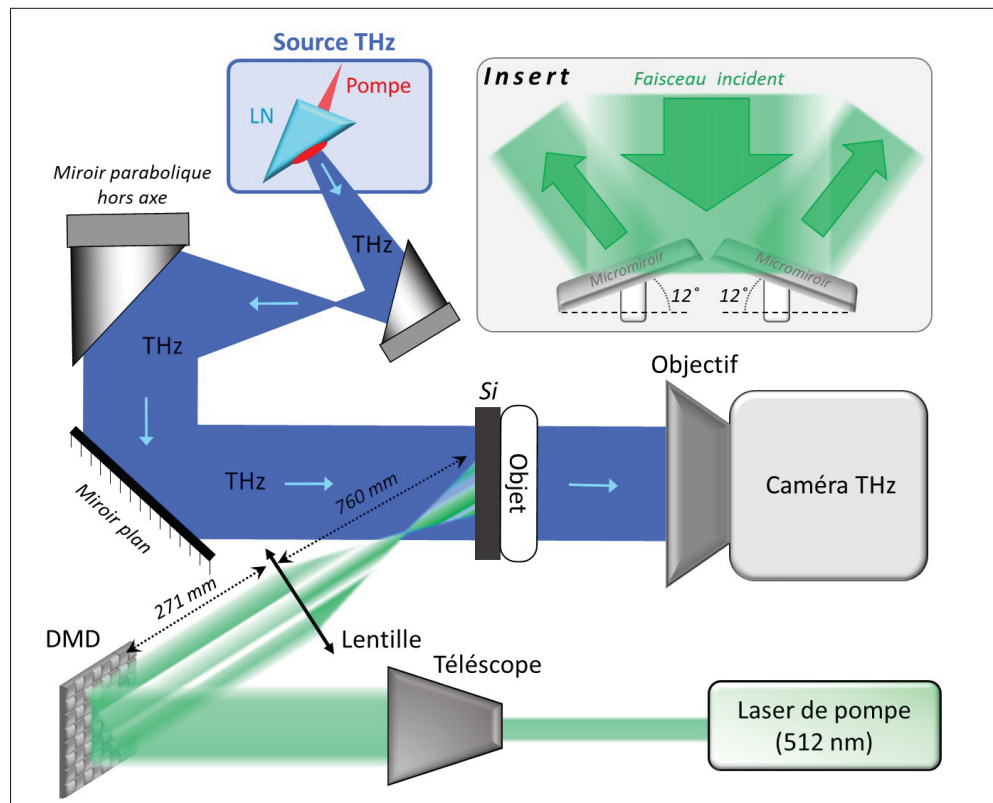 Source THz
Pompe
LN
Insert
Faisceau incident
Micromiroir
Micromiroir
12°
12°
Miroir parabolique
hors axe
THz
THz
THz
Miroir plan
Si
Objet
Objectif
Caméra THz
760 mm
271 mm
DMD
Lentille
Téléscope
Laser de pompe
(512 nm)